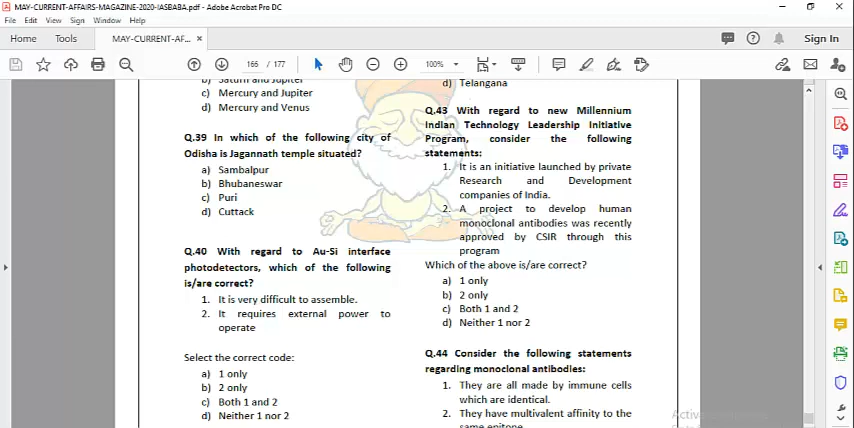 MAY-CURRENT-AFFAIRS-MAGAZINE-2020-IASBABA.pdf - Adobe Acrobat Pro DC
File Edit View Sign Window Help
Home Tools MAY-CURRENT-AF... × Sign In
166 / 177 100%
b) Saturn and Jupiter
c) Mercury and Jupiter
d) Mercury and Venus
Q.39 In which of the following city of
Odisha is Jagannath temple situated?
a) Sambalpur
b) Bhubaneswar
c) Puri
d) Cuttack
Q.40 With regard to Au-Si interface
photodetectors, which of the following
is/are correct?
1. It is very difficult to assemble.
2. It requires external power to
operate
Select the correct code:
a) 1 only
b) 2 only
c) Both 1 and 2
d) Neither 1 nor 2
d) Telangana
Q.43 With regard to new Millennium
Indian Technology Leadership Initiative
Program, consider the following
statements:
1. It is an initiative launched by private
Research and Development
companies of India.
2. A project to develop human
monoclonal antibodies was recently
approved by CSIR through this
program
Which of the above is/are correct?
a) 1 only
b) 2 only
c) Both 1 and 2
d) Neither 1 nor 2
Q.44 Consider the following statements
regarding monoclonal antibodies:
1. They are all made by immune cells
which are identical.
2. They have multivalent affinity to the
same epitope